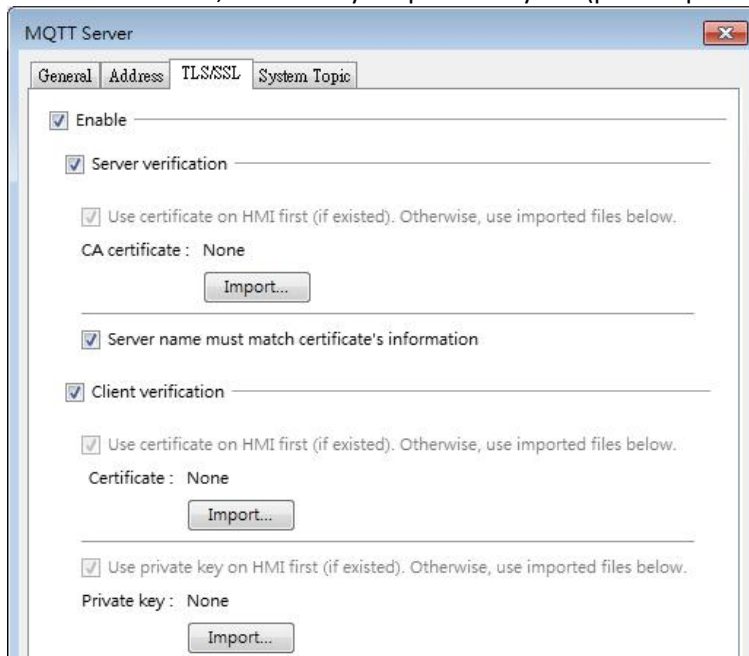 MQTT Server
General Address TLS/SSL System Topic
Enable
Server verification
Use certificate on HMI first (if existed). Otherwise, use imported files below.
CA certificate : None
Import...
Server name must match certificate's information
Client verification
Use certificate on HMI first (if existed). Otherwise, use imported files below.
Certificate : None
Import...
Use private key on HMI first (if existed). Otherwise, use imported files below.
Private key : None
Import...